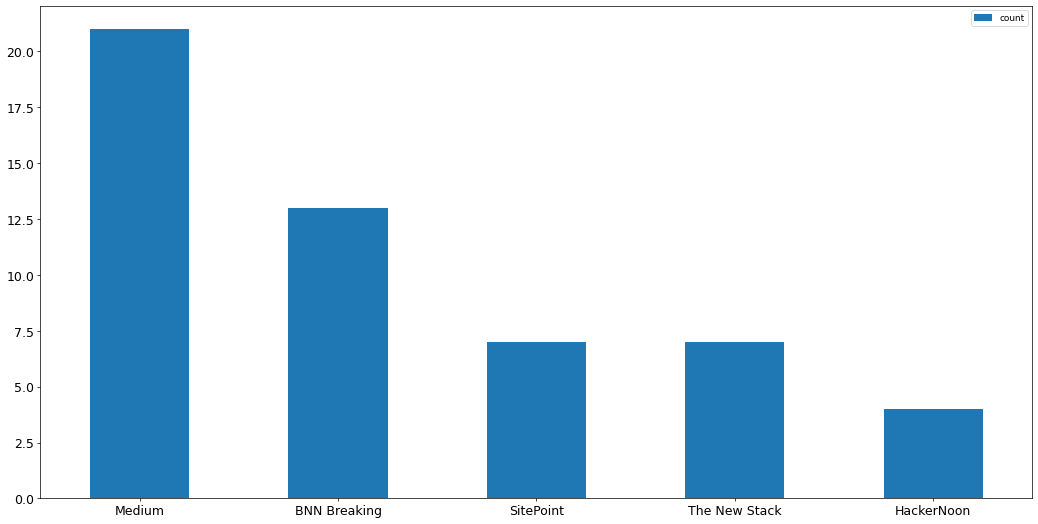 count
20.0
17.5
15.0
12.5
10.0
7.5
5.0
2.5
0.0
Medium
BNN Breaking
SitePoint
The New Stack
HackerNoon